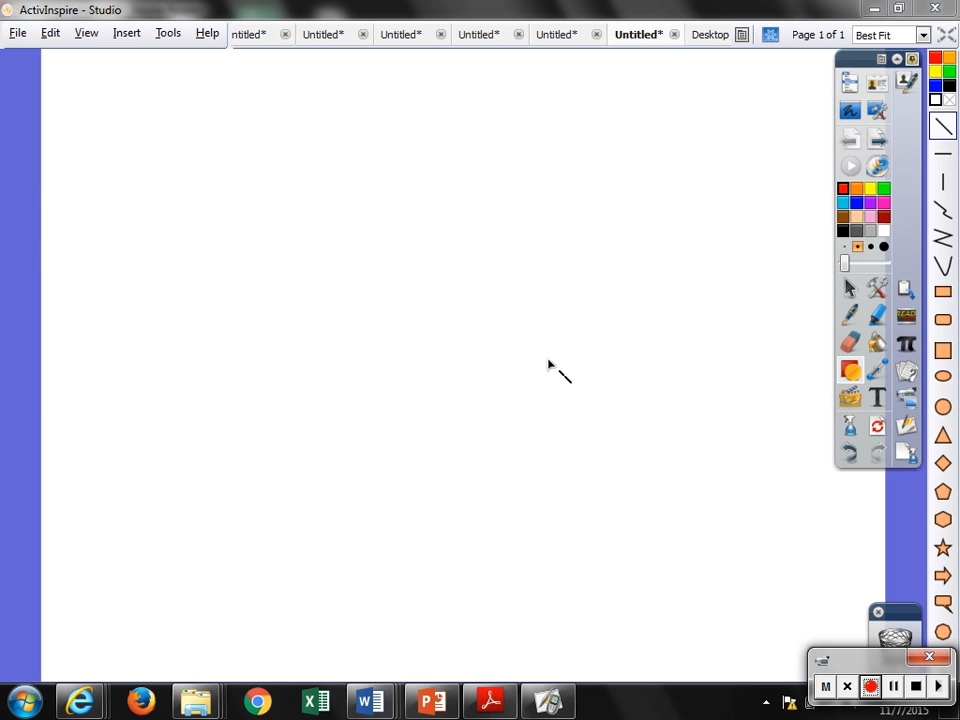 ActivInspire - Studio
File Edit View Insert Tools Help
ntitled* Untitled* Untitled* Untitled* Untitled* Untitled* Desktop Page 1 of 1 Best Fit
READ
T
M
11/7/2015